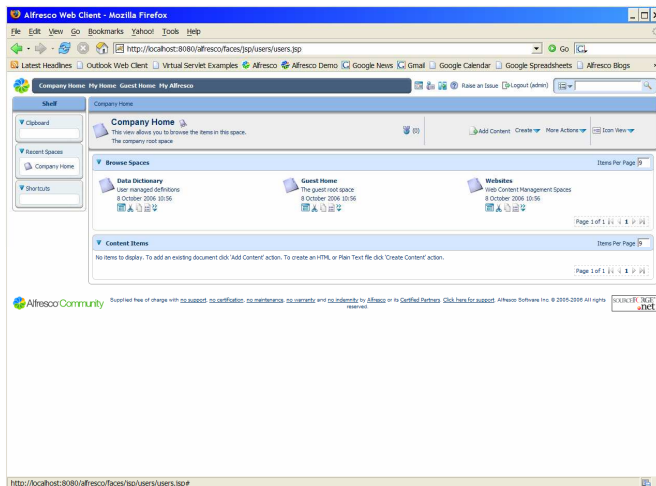 Alfresco Web Client - Mozilla Firefox
File Edit View Go Bookmarks Yahoo! Tools Help
http://localhost:8080/alfresco/faces/jsp/users/users.jsp Go
Latest Headlines Outlook Web Client Virtual Servlet Examples Alfresco Alfresco Demo Google News Gmail Google Calendar Google Spreadsheets Alfresco Blogs
Company Home My Home Guest Home My Alfresco Raise an Issue Logout (admin)
Shelf
Company Home
Clipboard
Recent Spaces
Company Home
Shortcuts
Company Home
This view allows you to browse the items in this space.
The company root space
(0) Add Content Create More Actions Icon View
Browse Spaces Items Per Page 9
Data Dictionary Guest Home Websites
User managed definitions The guest root space Web Content Management Spaces
8 October 2006 10:56 8 October 2006 10:56 8 October 2006 10:56
Page 1 of 1 1
Content Items Items Per Page 9
No items to display. To add an existing document click 'Add Content' action. To create an HTML or Plain Text file click 'Create Content' action.
Page 1 of 1 1
Alfresco Community Supplied free of charge with no support, no certification, no maintenance, no warranty and no indemnity by Alfresco or its Certified Partners. Click here for support. Alfresco Software Inc. © 2005-2006 All rights
reserved.
SOURCEFORGE
.net
http://localhost:8080/alfresco/faces/jsp/users/users.jsp#